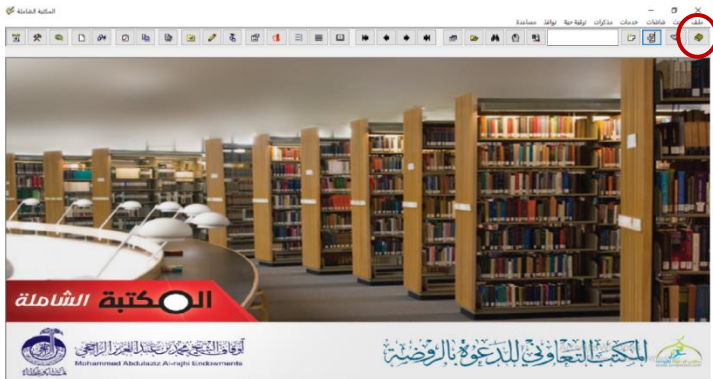 المكتبة الشاملة
ملف بحث شاشات خدمات مذكرات ترقية حية نوافذ مساعدة
المكتبة الشاملة
أوقاف الشيخ محمد بن عبدالعزيز الراجحي
Mohammed Abdulaziz Al-rajhi Endowments
المكتب التعاوني للدعوة بالروضة